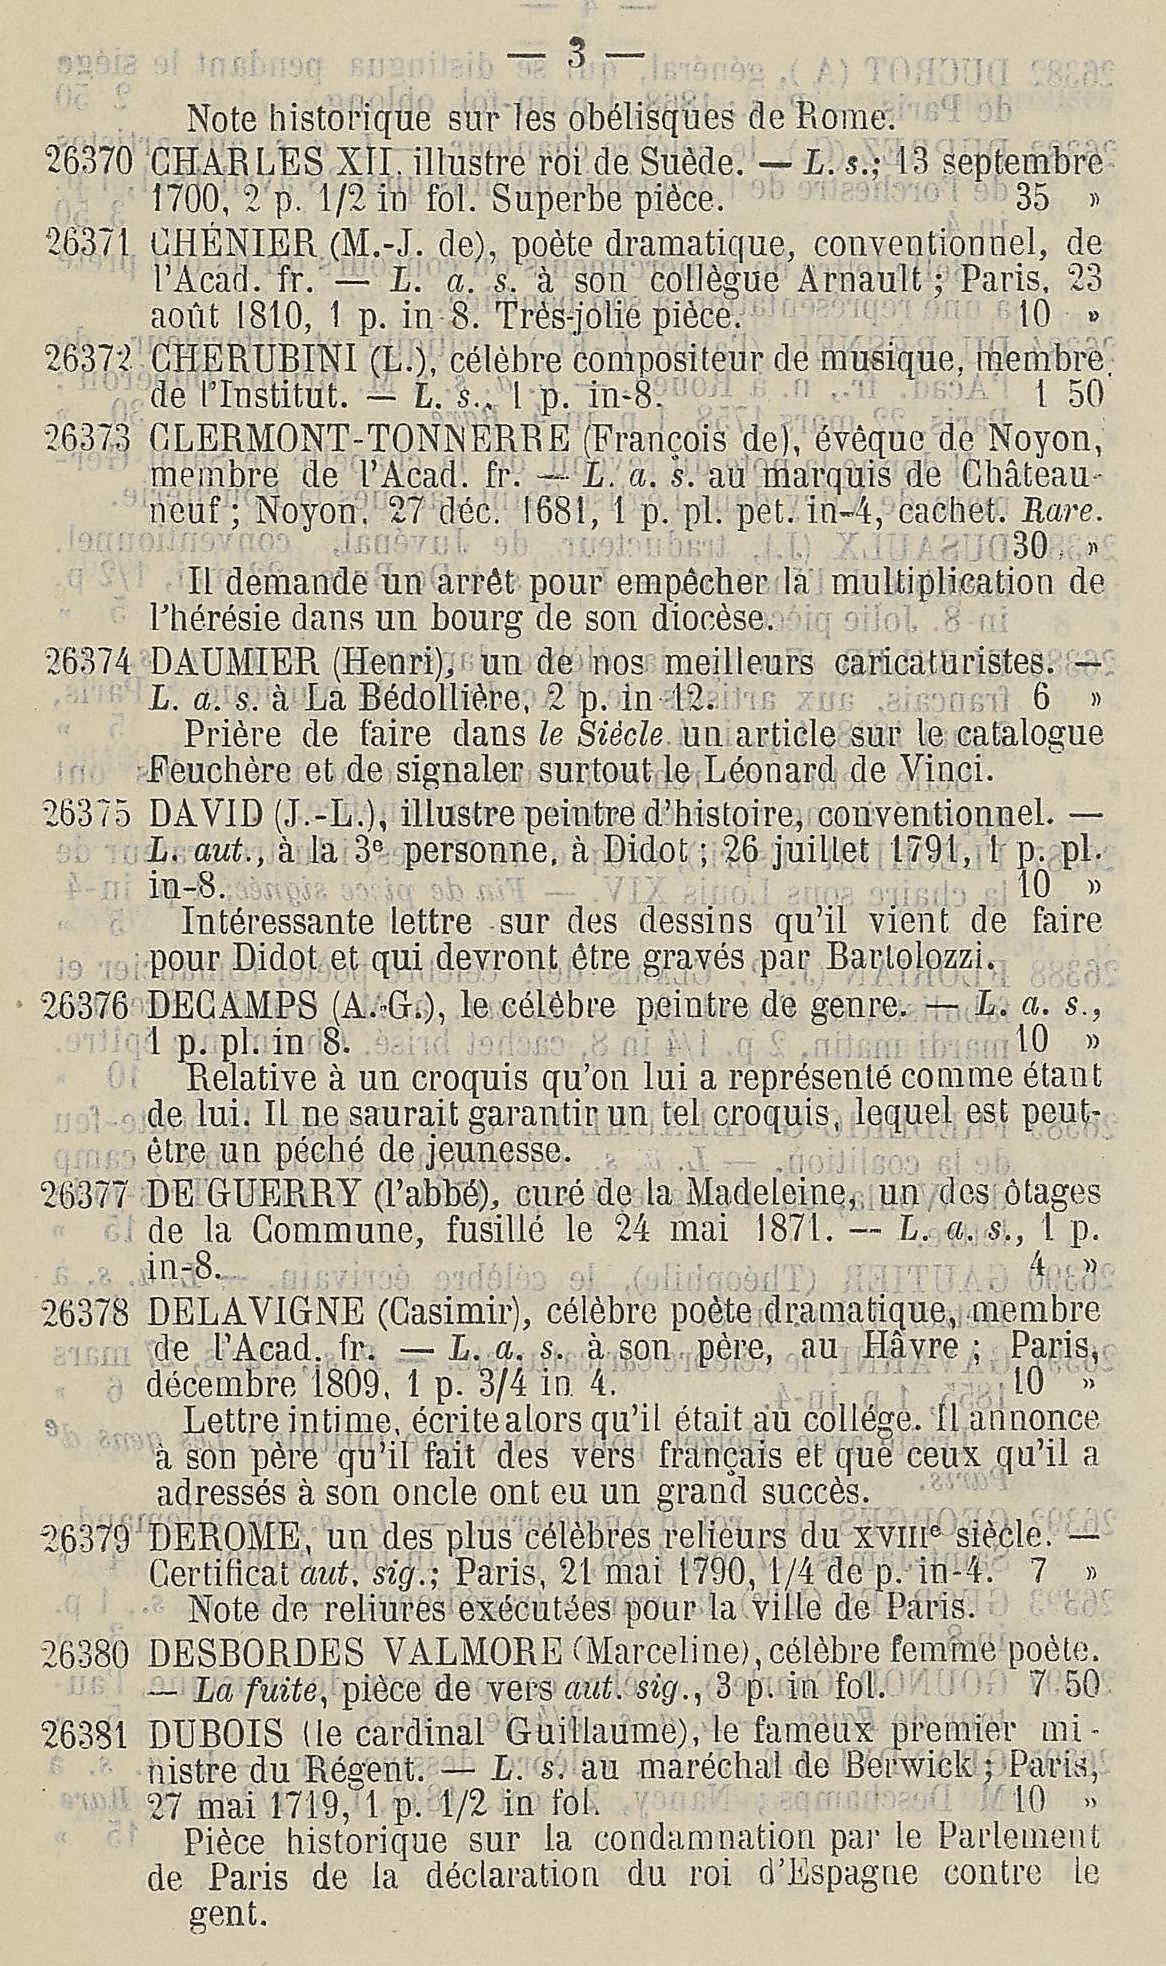 — 3 —
Note historique sur les obélisques de Rome.
26370 CHARLES XII, illustre roi de Suède. — L. s.; 13 septembre
1700, 2 p. 1/2 in fol. Superbe pièce. 35 »
26371 CHÉNIER (M.-J. de), poète dramatique, conventionnel, de
l'Acad. fr. — L. a. s. à son collègue Arnault ; Paris, 23
août 1810, 1 p. in-8. Très-jolie pièce. 10 »
26372 CHERUBINI (L.), célèbre compositeur de musique, membre
de l'Institut. — L. s., 1 p. in-8. 1 50
26373 CLERMONT-TONNERRE (François de), évêque de Noyon,
membre de l'Acad. fr. — L. a. s. au marquis de Château-
neuf ; Noyon, 27 déc. 1681, 1 p. pl. pet. in-4, cachet. Rare.
30 »
Il demande un arrêt pour empêcher la multiplication de
l'hérésie dans un bourg de son diocèse.
26374 DAUMIER (Henri), un de nos meilleurs caricaturistes. —
L. a. s. à La Bédollière, 2 p. in-12. 6 »
Prière de faire dans le Siècle un article sur le catalogue
Feuchère et de signaler surtout le Léonard de Vinci.
26375 DAVID (J.-L.), illustre peintre d'histoire, conventionnel. —
L. aut., à la 3e personne, à Didot ; 26 juillet 1791, 1 p. pl.
in-8. 10 »
Intéressante lettre sur des dessins qu'il vient de faire
pour Didot et qui devront être gravés par Bartolozzi.
26376 DECAMPS (A.-G.), le célèbre peintre de genre. — L. a. s.,
1 p. pl. in 8. 10 »
Relative à un croquis qu'on lui a représenté comme étant
de lui. Il ne saurait garantir un tel croquis, lequel est peut-
être un péché de jeunesse.
26377 DE GUERRY (l'abbé), curé de la Madeleine, un des ôtages
de la Commune, fusillé le 24 mai 1871. — L. a. s., 1 p.
in-8. 4 »
26378 DELAVIGNE (Casimir), célèbre poète dramatique, membre
de l'Acad. fr. — L. a. s. à son père, au Hâvre ; Paris,
décembre 1809, 1 p. 3/4 in 4. 10 »
Lettre intime, écrite alors qu'il était au collége. Il annonce
à son père qu'il fait des vers français et que ceux qu'il a
adressés à son oncle ont eu un grand succès.
26379 DEROME, un des plus célèbres relieurs du XVIIIe siècle. —
Certificat aut. sig.; Paris, 21 mai 1790, 1/4 de p. in-4. 7 »
Note de reliures exécutées pour la ville de Paris.
26380 DESBORDES VALMORE (Marceline), célèbre femme poète.
— La fuite, pièce de vers aut. sig., 3 p. in fol. 7 50
26381 DUBOIS (le cardinal Guillaume), le fameux premier mi-
nistre du Régent. — L. s. au maréchal de Berwick ; Paris,
27 mai 1719, 1 p. 1/2 in fol. 10 »
Pièce historique sur la condamnation par le Parlement
de Paris de la déclaration du roi d'Espagne contre le
gent.